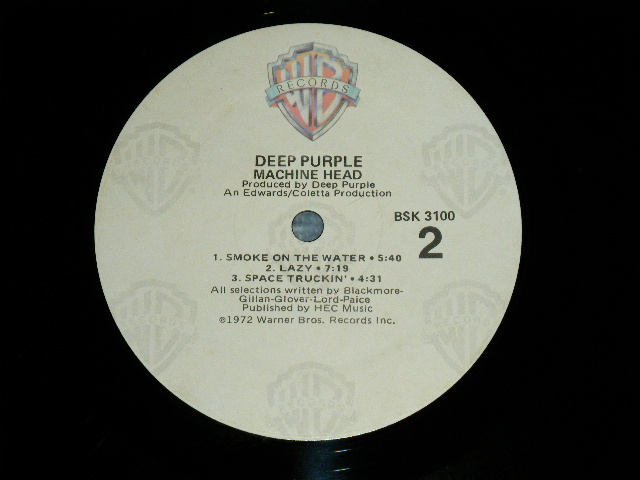 WB
RECORDS
DEEP PURPLE
MACHINE HEAD
Produced by Deep Purple
An Edwards/Coletta Production
BSK 3100
2
1. SMOKE ON THE WATER • 5:40
2. LAZY • 7:19
3. SPACE TRUCKIN' • 4:31
All selections written by Blackmore-
Gillan-Glover-Lord-Paice
Published by HEC Music
℗1972 Warner Bros. Records Inc.